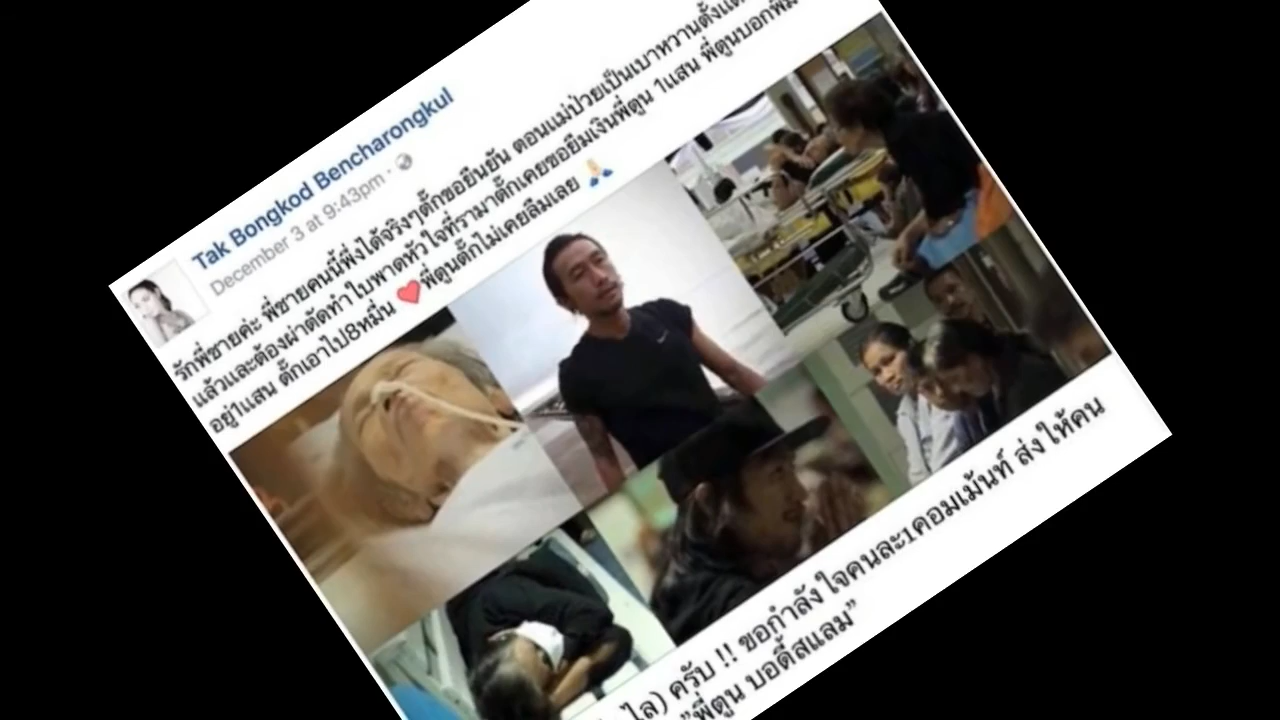 Tak Bongkod Bencharongkul
December 3 at 9:43pm ·
รักพี่ชายค่ะ พี่ชายคนนี้พึ่งได้จริงๆตั๊กขอยืนยัน ตอนแม่ป่วยเป็นเบาหวานตั้งแต่
แล้วและต้องผ่าตัดทำใบพาดหัวใจที่รามาตั๊กเคยขอยืมเงินพี่ตูน 1แสน พี่ตูนบอกพี่มี
อยู่1แสน ตั๊กเอาไป8หมื่น ❤️พี่ตูนตั๊กไม่เคยลืมเลย 🙏
ไล) ครับ !! ขอกำลังใจคนละ1คอมเม้นท์ ส่งให้คน
"พี่ตูน บอดี้สแลม"